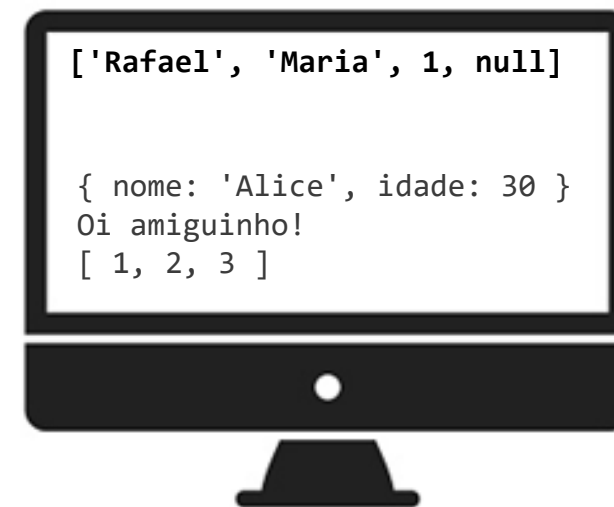 ['Rafael', 'Maria', 1, null]
{ nome: 'Alice', idade: 30 }
Oi amiguinho!
[ 1, 2, 3 ]